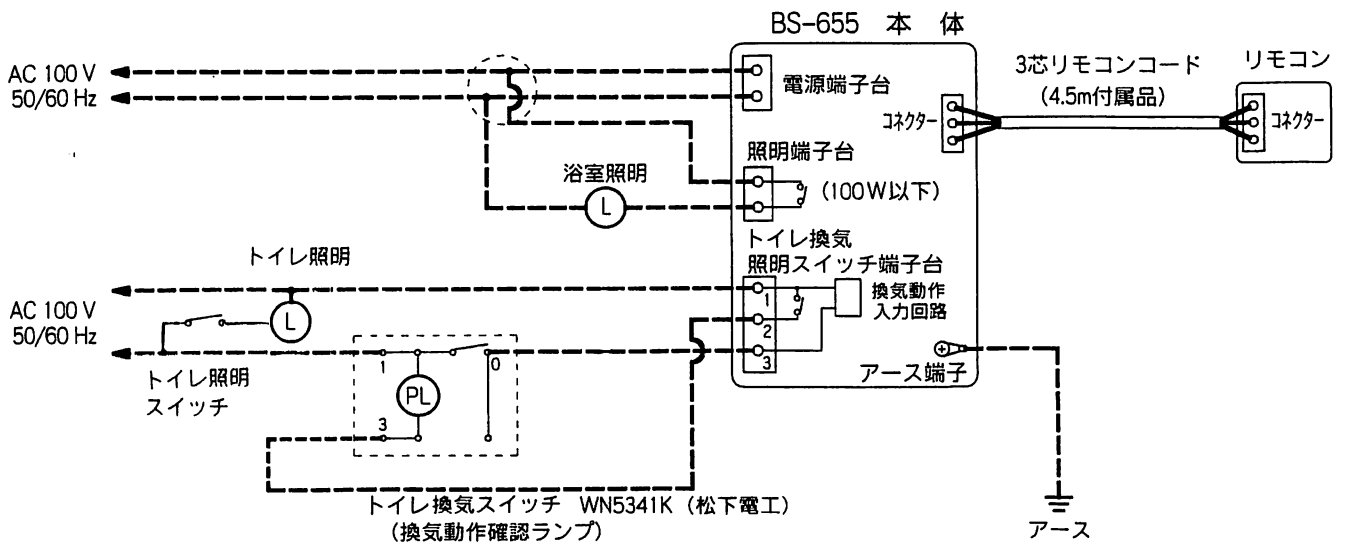 BS-655 本 体
AC 100 V
50/60 Hz
電源端子台
コネクター
3芯リモコンコード
(4.5m付属品)
リモコン
コネクター
照明端子台
(100W以下)
浴室照明
L
トイレ換気
照明スイッチ端子台
1
2
3
換気動作
入力回路
アース端子
アース
トイレ照明
L
AC 100 V
50/60 Hz
トイレ照明
スイッチ
1
0
PL
3
トイレ換気スイッチ WN5341K (松下電工)
(換気動作確認ランプ)